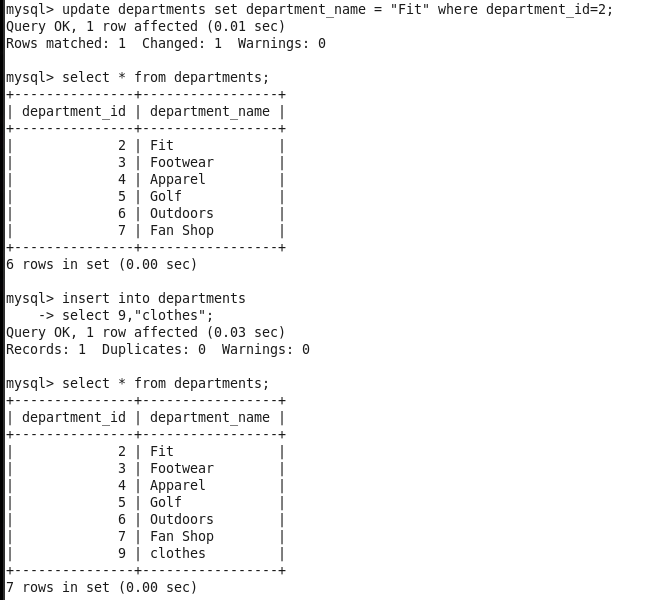 mysql> update departments set department_name = "Fit" where department_id=2;
Query OK, 1 row affected (0.01 sec)
Rows matched: 1  Changed: 1  Warnings: 0

mysql> select * from departments;
+---------------+-----------------+
| department_id | department_name |
+---------------+-----------------+
|             2 | Fit             |
|             3 | Footwear        |
|             4 | Apparel         |
|             5 | Golf            |
|             6 | Outdoors        |
|             7 | Fan Shop        |
+---------------+-----------------+
6 rows in set (0.00 sec)

mysql> insert into departments
    -> select 9,"clothes";
Query OK, 1 row affected (0.03 sec)
Records: 1  Duplicates: 0  Warnings: 0

mysql> select * from departments;
+---------------+-----------------+
| department_id | department_name |
+---------------+-----------------+
|             2 | Fit             |
|             3 | Footwear        |
|             4 | Apparel         |
|             5 | Golf            |
|             6 | Outdoors        |
|             7 | Fan Shop        |
|             9 | clothes         |
+---------------+-----------------+
7 rows in set (0.00 sec)